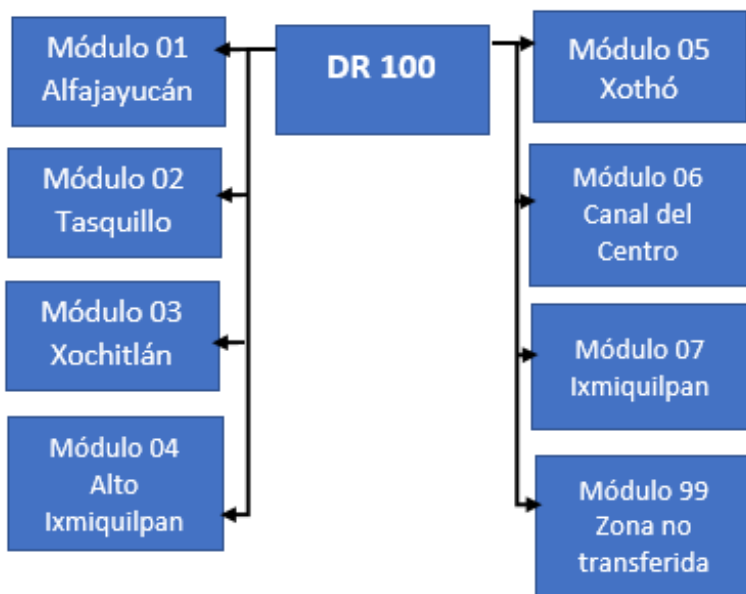 DR 100
Módulo 01
Alfajayucán
Módulo 02
Tasquillo
Módulo 03
Xochitlán
Módulo 04
Alto
Ixmiquilpan
Módulo 05
Xothó
Módulo 06
Canal del
Centro
Módulo 07
Ixmiquilpan
Módulo 99
Zona no
transferida